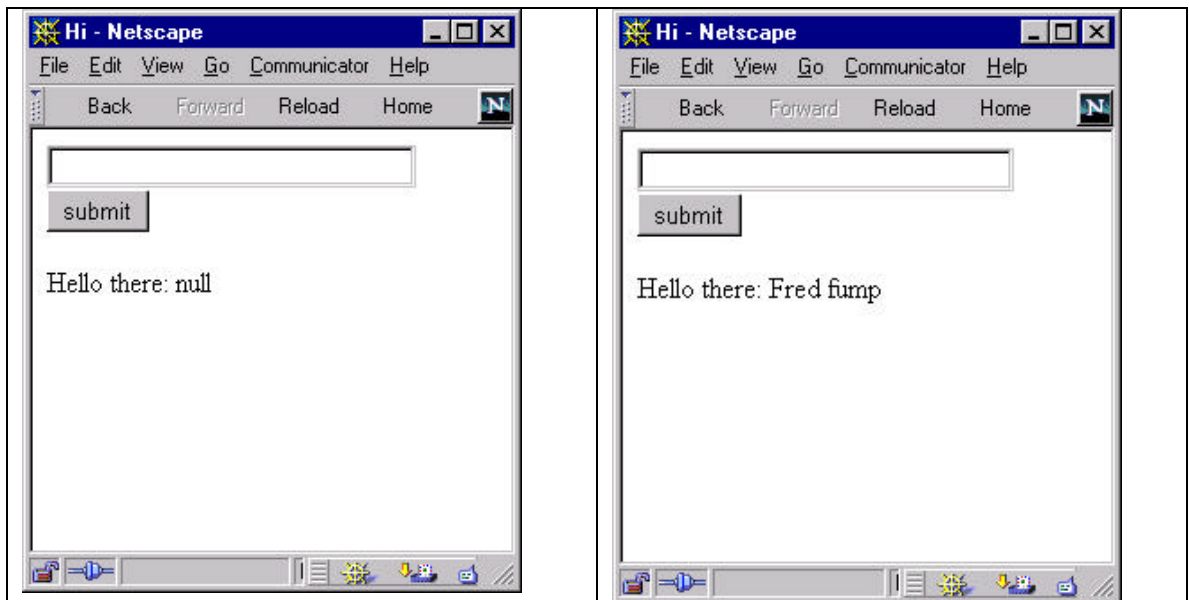 Hi - Netscape
File Edit View Go Communicator Help
Back Forward Reload Home N
submit
Hello there: null
Hi - Netscape
File Edit View Go Communicator Help
Back Forward Reload Home N
submit
Hello there: Fred fump